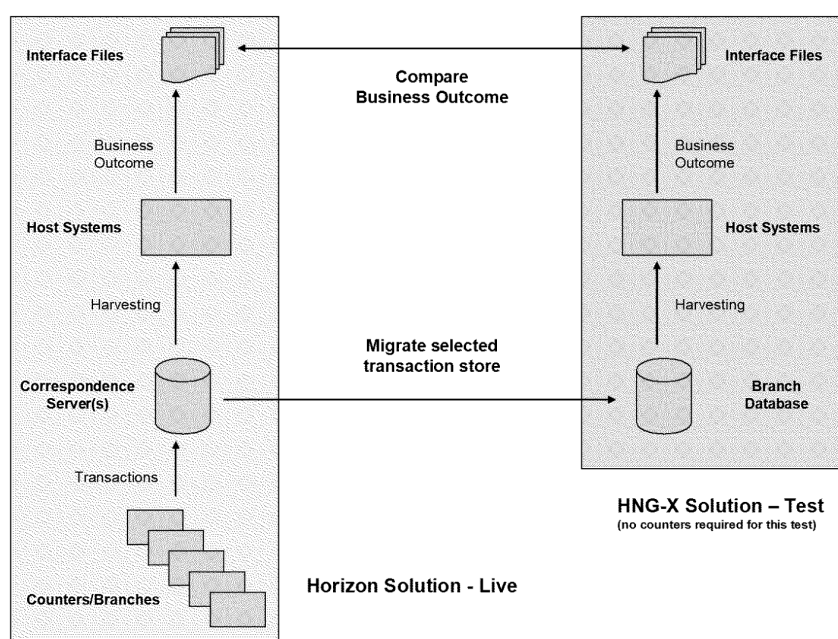 Interface Files
Compare
Business Outcome
Interface Files
Business
Outcome
Business
Outcome
Host Systems
Host Systems
Harvesting
Harvesting
Migrate selected
transaction store
Correspondence
Server(s)
Branch
Database
Transactions
HNG-X Solution – Test
(no counters required for this test)
Counters/Branches
Horizon Solution - Live